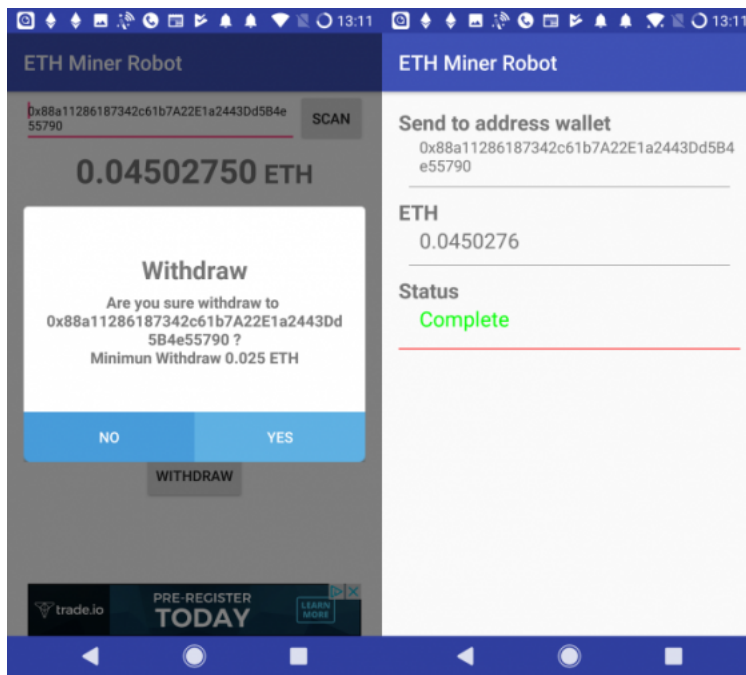 13:11
ETH Miner Robot
0x88a11286187342c61b7A22E1a2443Dd5B4e
55790
SCAN
0.04502750 ETH
Withdraw
Are you sure withdraw to
0x88a11286187342c61b7A22E1a2443Dd
5B4e55790 ?
Minimun Withdraw 0.025 ETH
NO
YES
WITHDRAW
trade.io
PRE-REGISTER
TODAY
LEARN
MORE
13:11
ETH Miner Robot
Send to address wallet
0x88a11286187342c61b7A22E1a2443Dd5B4
e55790
ETH
0.0450276
Status
Complete